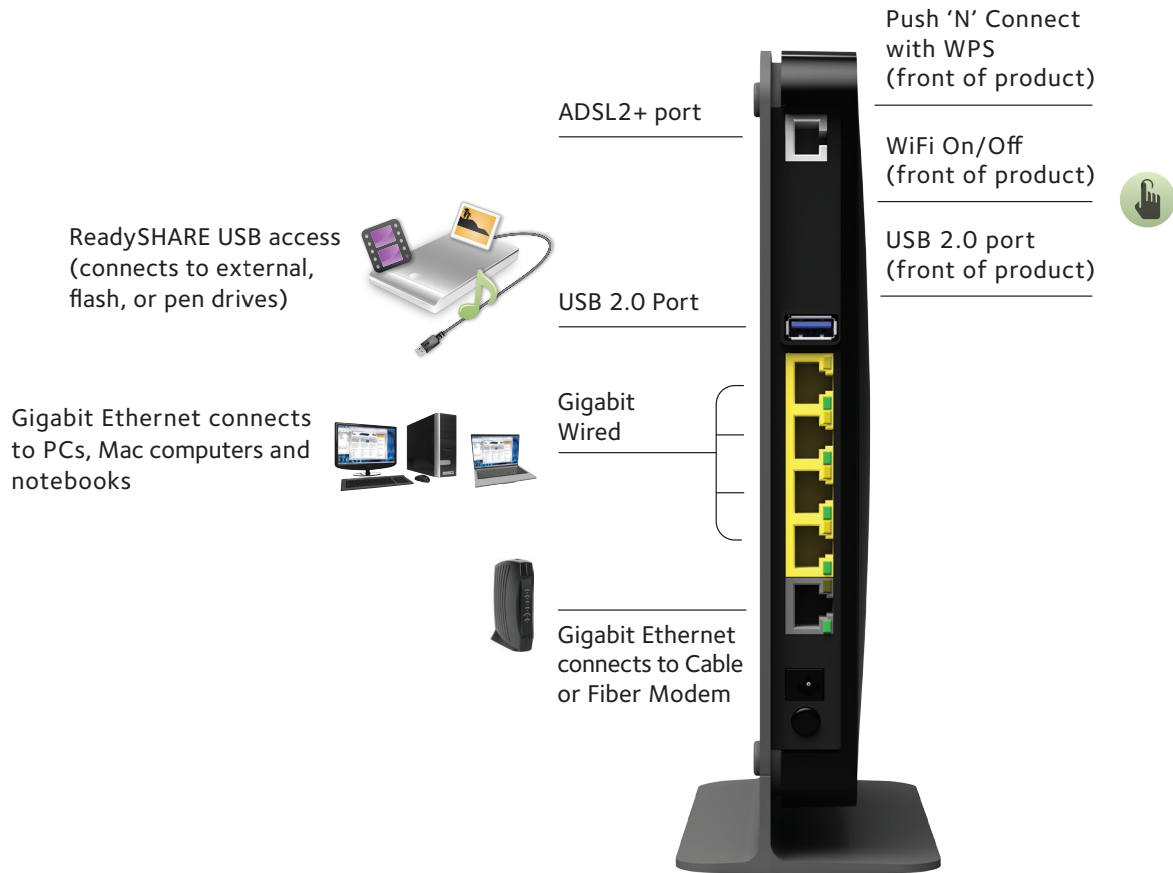 Push ‘N’ Connect
with WPS
(front of product)
ADSL2+ port
WiFi On/Off
(front of product)
ReadySHARE USB access
(connects to external,
flash, or pen drives)
USB 2.0 port
(front of product)
USB 2.0 Port
Gigabit Ethernet connects
to PCs, Mac computers and
notebooks
Gigabit
Wired
Gigabit Ethernet
connects to Cable
or Fiber Modem